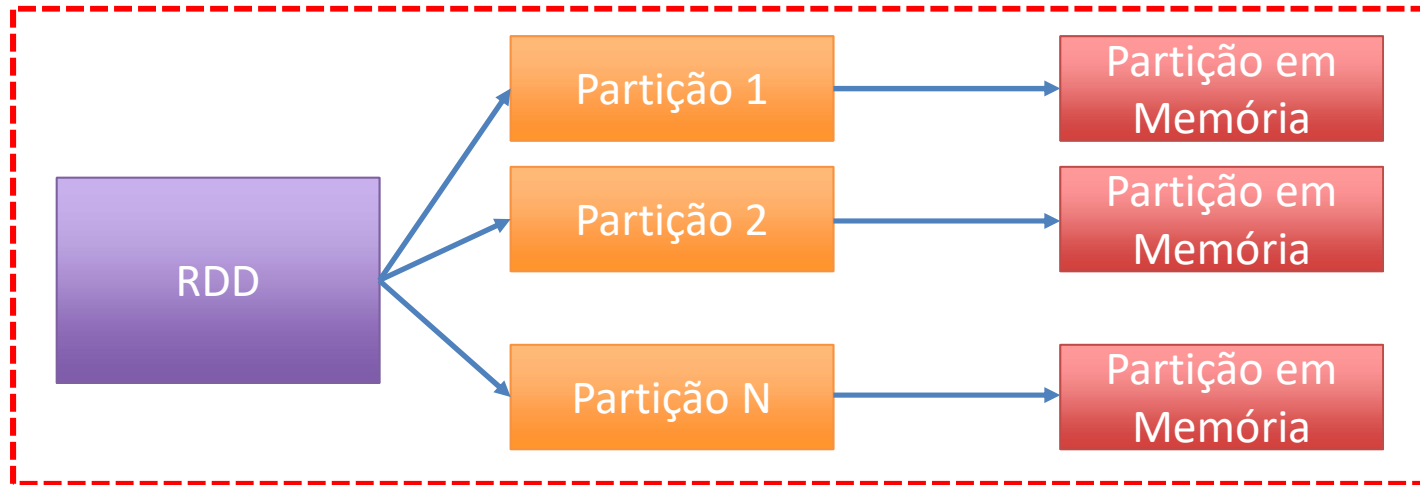 RDD
Partição 1
Partição em
Memória
Partição 2
Partição em
Memória
Partição N
Partição em
Memória